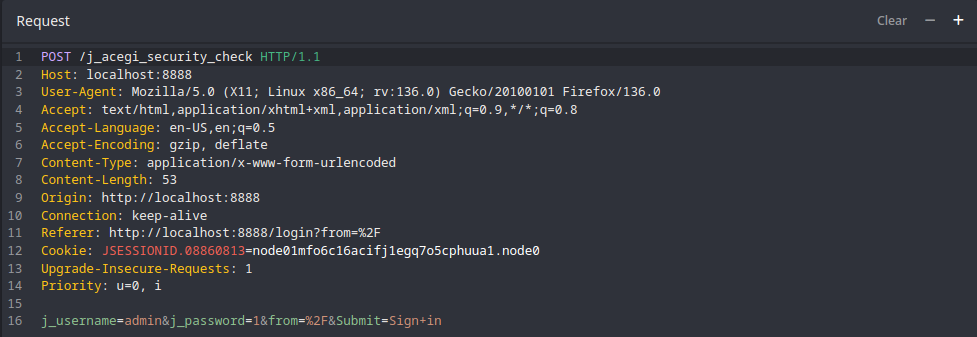 Request
Clear − +
1 POST /j_acegi_security_check HTTP/1.1
2 Host: localhost:8888
3 User-Agent: Mozilla/5.0 (X11; Linux x86_64; rv:136.0) Gecko/20100101 Firefox/136.0
4 Accept: text/html,application/xhtml+xml,application/xml;q=0.9,*/*;q=0.8
5 Accept-Language: en-US,en;q=0.5
6 Accept-Encoding: gzip, deflate
7 Content-Type: application/x-www-form-urlencoded
8 Content-Length: 53
9 Origin: http://localhost:8888
10 Connection: keep-alive
11 Referer: http://localhost:8888/login?from=%2F
12 Cookie: JSESSIONID.08860813=node01mfo6c16acifj1egq7o5cphuua1.node0
13 Upgrade-Insecure-Requests: 1
14 Priority: u=0, i
15
16 j_username=admin&j_password=1&from=%2F&Submit=Sign+in